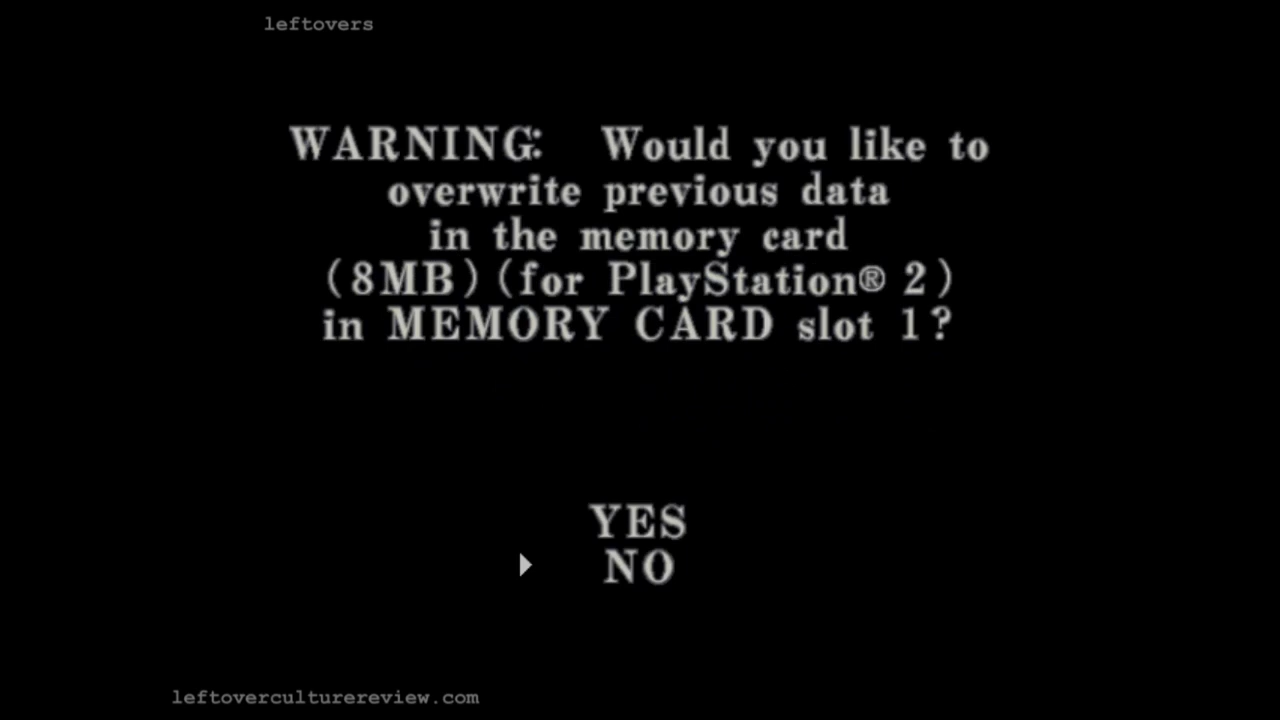 leftovers
WARNING: Would you like to
overwrite previous data
in the memory card
(8MB)(for PlayStation® 2)
in MEMORY CARD slot 1?
YES
NO
leftoverculturereview.com